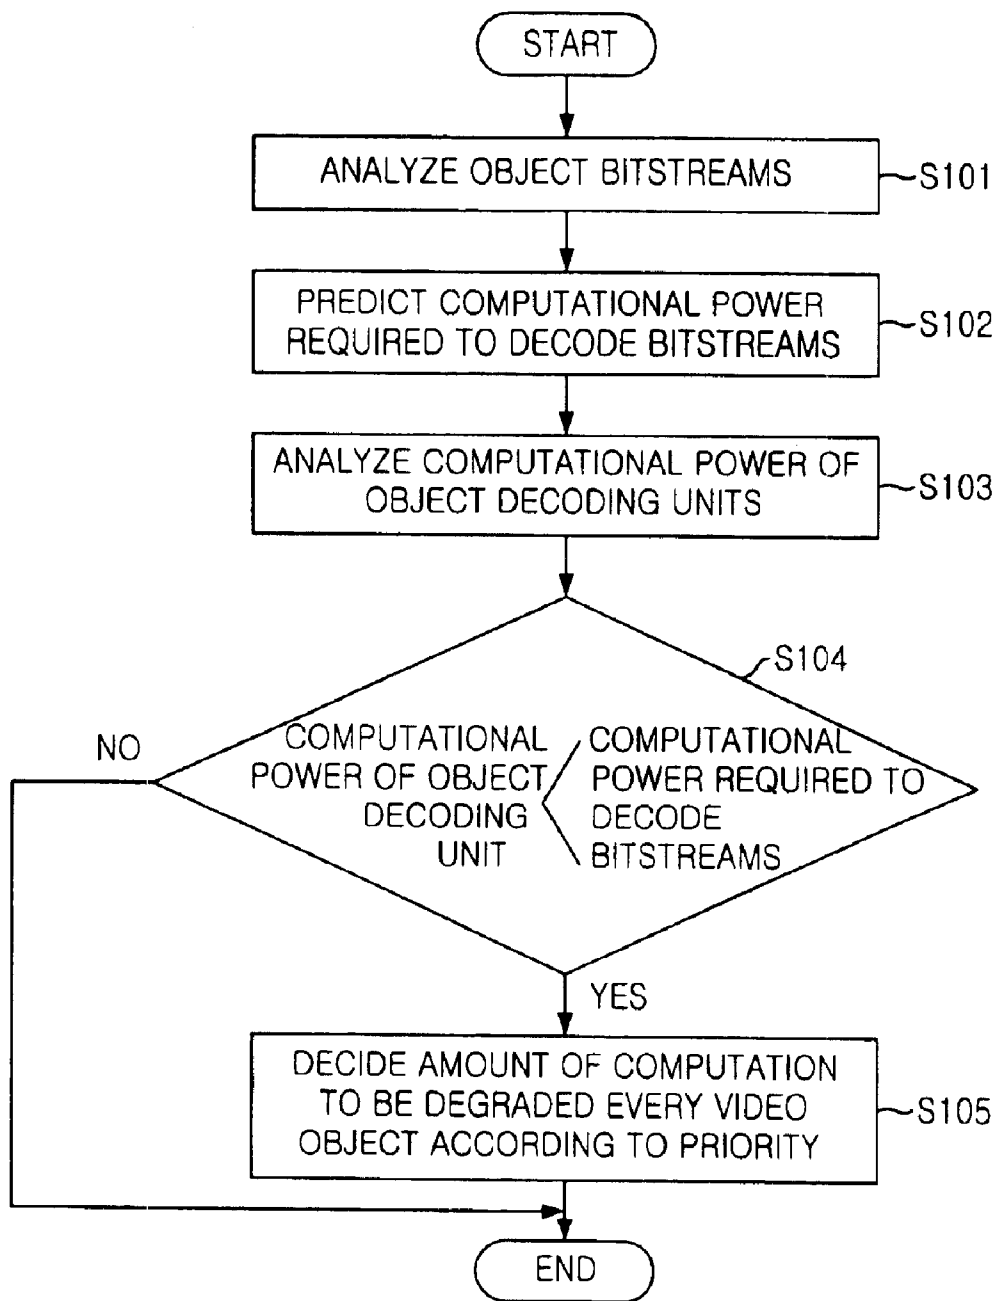 START
ANALYZE OBJECT BITSTREAMS
S101
PREDICT COMPUTATIONAL POWER
REQUIRED TO DECODE BITSTREAMS
S102
ANALYZE COMPUTATIONAL POWER OF
OBJECT DECODING UNITS
S103
S104
NO
COMPUTATIONAL
POWER OF OBJECT
DECODING
UNIT
<
COMPUTATIONAL
POWER REQUIRED TO
DECODE
BITSTREAMS
YES
DECIDE AMOUNT OF COMPUTATION
TO BE DEGRADED EVERY VIDEO
OBJECT ACCORDING TO PRIORITY
S105
END